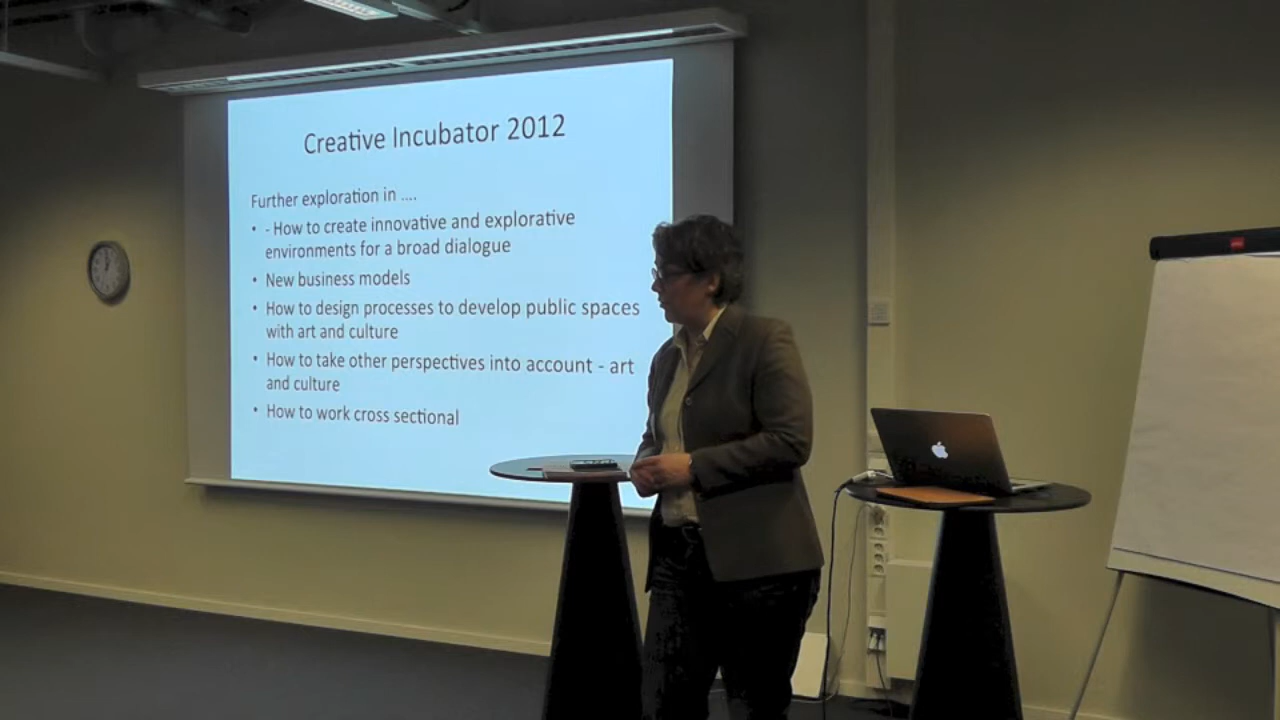 Creative Incubator 2012
Further exploration in ....
• - How to create innovative and explorative
environments for a broad dialogue
• New business models
• How to design processes to develop public spaces
with art and culture
• How to take other perspectives into account - art
and culture
• How to work cross sectional